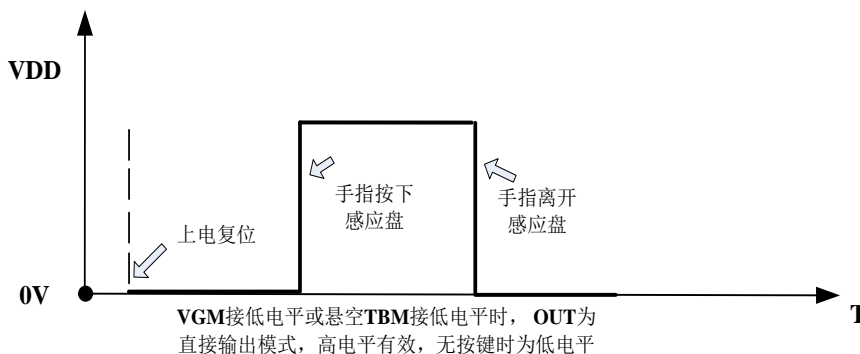 VDD
手指按下
感应盘
手指离开
感应盘
上电复位
0V
T
VGM接低电平或悬空TBM接低电平时，OUT为
直接输出模式，高电平有效，无按键时为低电平